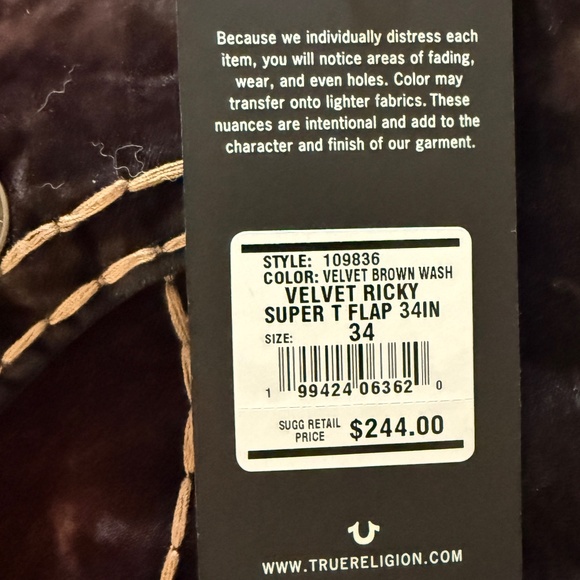 Because we individually distress each
item, you will notice areas of fading,
wear, and even holes. Color may
transfer onto lighter fabrics. These
nuances are intentional and add to the
character and finish of our garment.
STYLE: 109836
COLOR: VELVET BROWN WASH
VELVET RICKY
SUPER T FLAP 34IN
SIZE: 34
1 99424 06362 0
SUGG RETAIL
PRICE $244.00
WWW.TRUERELIGION.COM